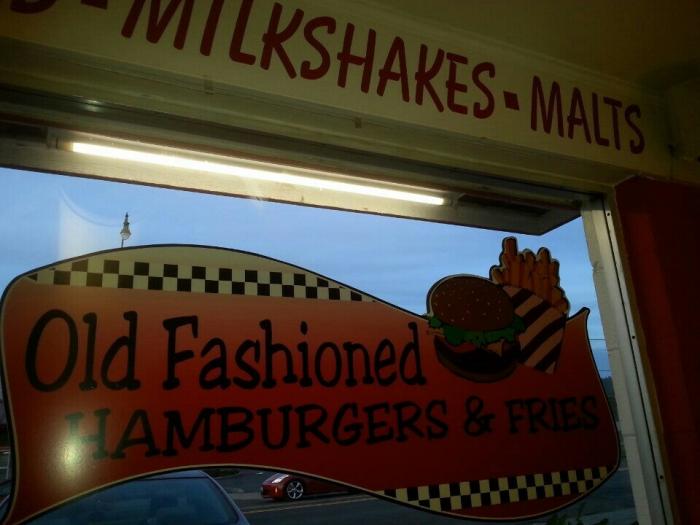 - MILKSHAKES - MALTS
Old Fashioned
HAMBURGERS & FRIES